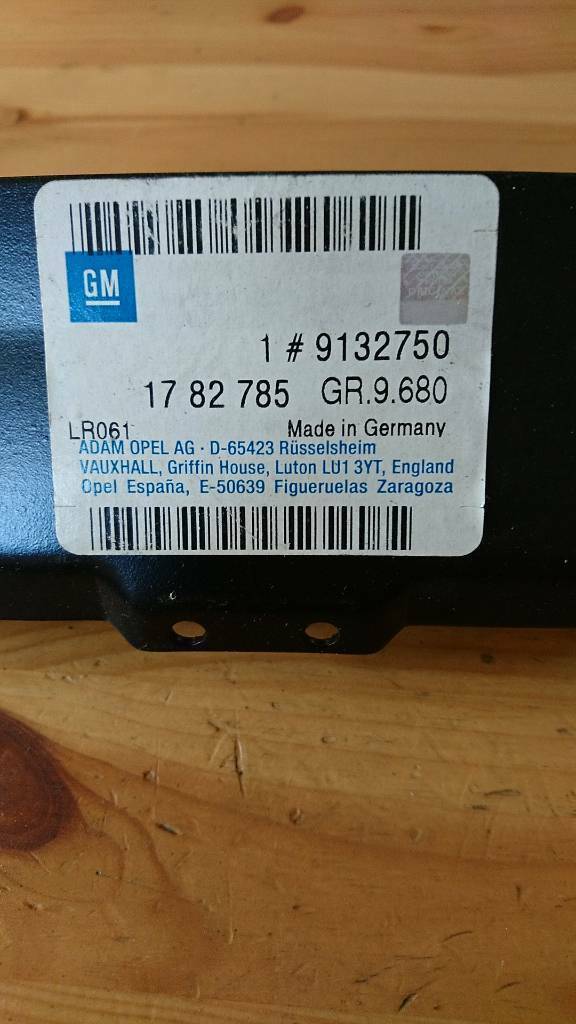 GM
1 # 9132750
17 82 785 GR.9.680
LR061 Made in Germany
ADAM OPEL AG · D-65423 Rüsselsheim
VAUXHALL, Griffin House, Luton LU1 3YT, England
Opel España, E-50639 Figueruelas Zaragoza